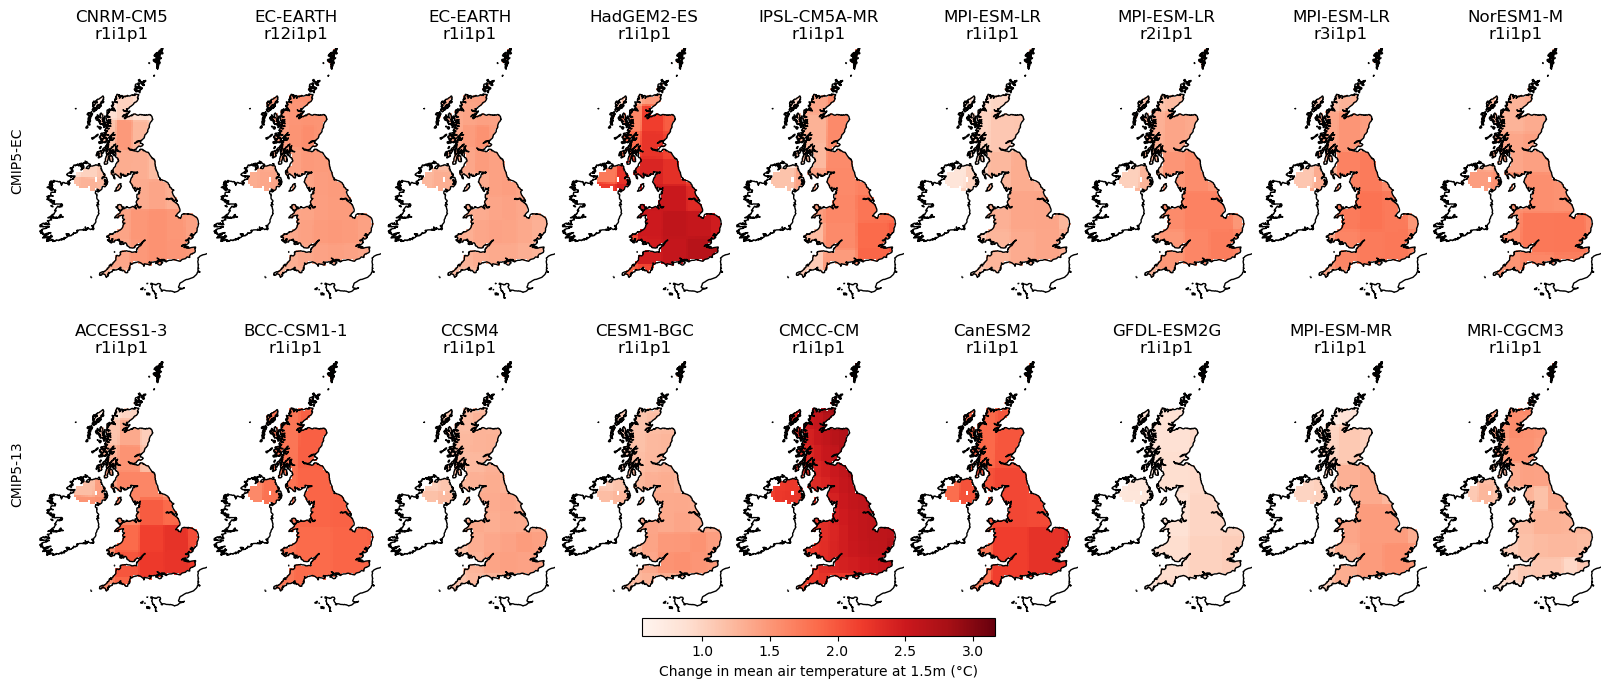 CNRM-CM5 EC-EARTH EC-EARTH HadGEM2-ES IPSL-CM5A-MR MPI-ESM-LR MPI-ESM-LR MPI-ESM-LR NorESM1-M
r1i1p1 r12i1p1 r1i1p1 r1i1p1 r1i1p1 r1i1p1 r2i1p1 r3i1p1 r1i1p1
CMIP5-EC
ACCESS1-3 BCC-CSM1-1 CCSM4 CESM1-BGC CMCC-CM CanESM2 GFDL-ESM2G MPI-ESM-MR MRI-CGCM3
r1i1p1 r1i1p1 r1i1p1 r1i1p1 r1i1p1 r1i1p1 r1i1p1 r1i1p1 r1i1p1
CMIP5-13
1.0 1.5 2.0 2.5 3.0
Change in mean air temperature at 1.5m (°C)